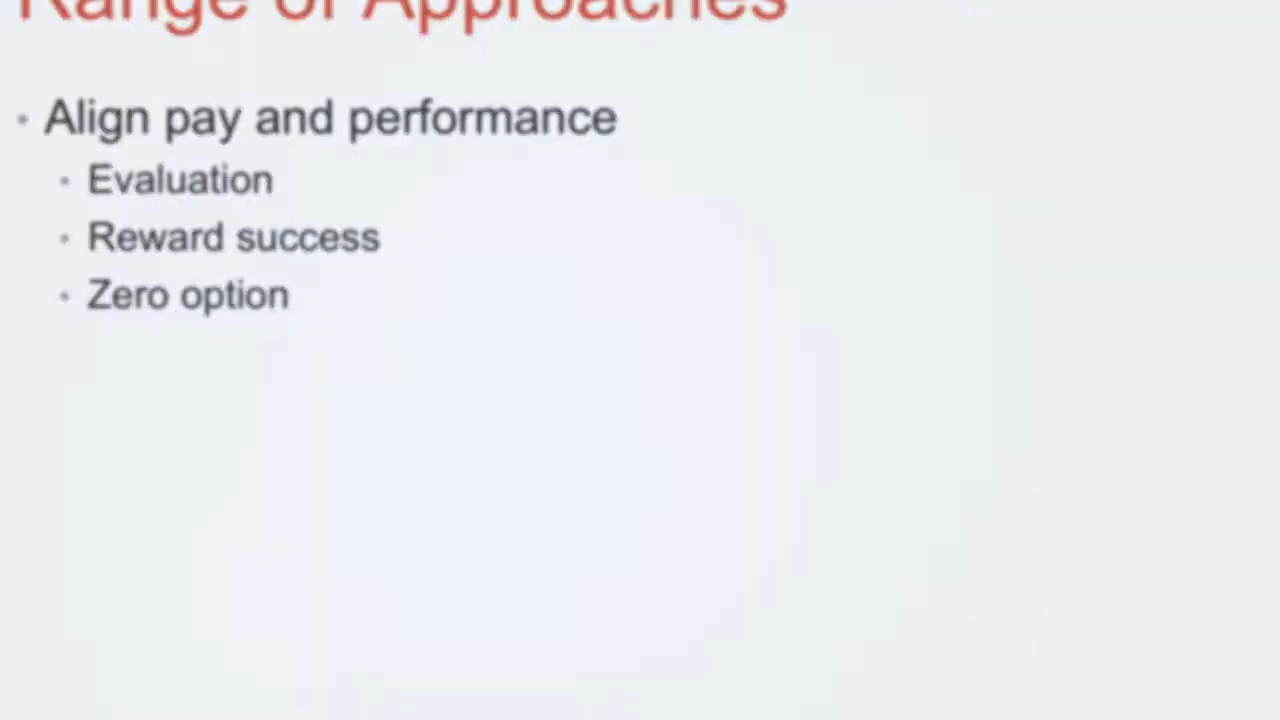 Range of Approaches
• Align pay and performance
• Evaluation
• Reward success
• Zero option